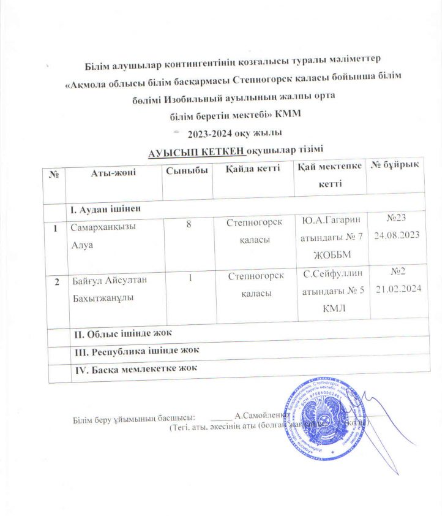 Білім алушылар контингентінің қозғалысы туралы мәліметтер
«Ақмола облысы білім басқармасы Степногорск қаласы бойынша білім
бөлімі Изобильный ауылының жалпы орта
білім беретін мектебі» КММ
2023-2024 оқу жылы
АУЫСЫП КЕТКЕН оқушылар тізімі
№ Аты-жөні Сыныбы Қайда кетті Қай мектепке № бұйрық
кетті
I. Аудан ішінен
1 Самарханқызы 8 Степногорск Ю.А.Гагарин №23
Алуа қаласы атындағы № 7 24.08.2023
ЖОББМ
2 Байғұл Айсултан 1 Степногорск С.Сейфуллин №2
Бахытжанұлы қаласы атындағы № 5 21.02.2024
КМЛ
II. Облыс ішінде жоқ
III. Республика ішінде жоқ
IV. Басқа мемлекетке жоқ
Білім беру ұйымының басшысы: ______ А.Самойленко
(Тегі, аты, әкесінің аты (болған